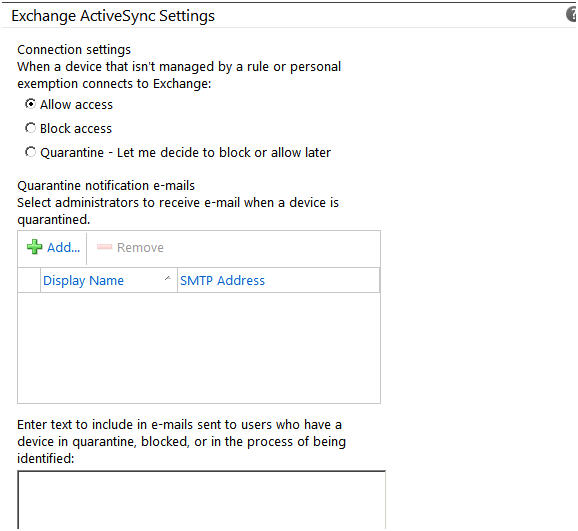 Exchange ActiveSync Settings
?
Connection settings
When a device that isn't managed by a rule or personal
exemption connects to Exchange:
Allow access
Block access
Quarantine - Let me decide to block or allow later
Quarantine notification e-mails
Select administrators to receive e-mail when a device is
quarantined.
Add... Remove
Display Name SMTP Address
Enter text to include in e-mails sent to users who have a
device in quarantine, blocked, or in the process of being
identified: